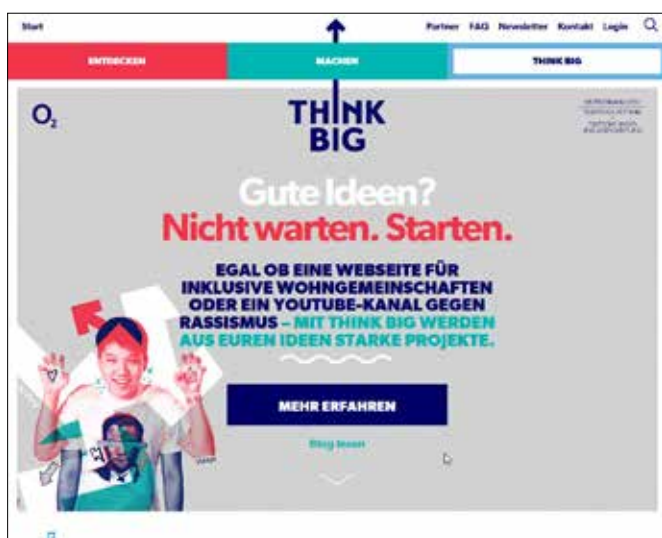 Start
Partner FAQ Newsletter Kontakt Login
ENTDECKEN MACHEN THINK BIG
O₂
THINK
BIG
Gute Ideen?
Nicht warten. Starten.
EGAL OB EINE WEBSEITE FÜR
INKLUSIVE WOHNGEMEINSCHAFTEN
ODER EIN YOUTUBE-KANAL GEGEN
RASSISMUS – MIT THINK BIG WERDEN
AUS EUREN IDEEN STARKE PROJEKTE.
MEHR ERFAHREN
Blog lesen